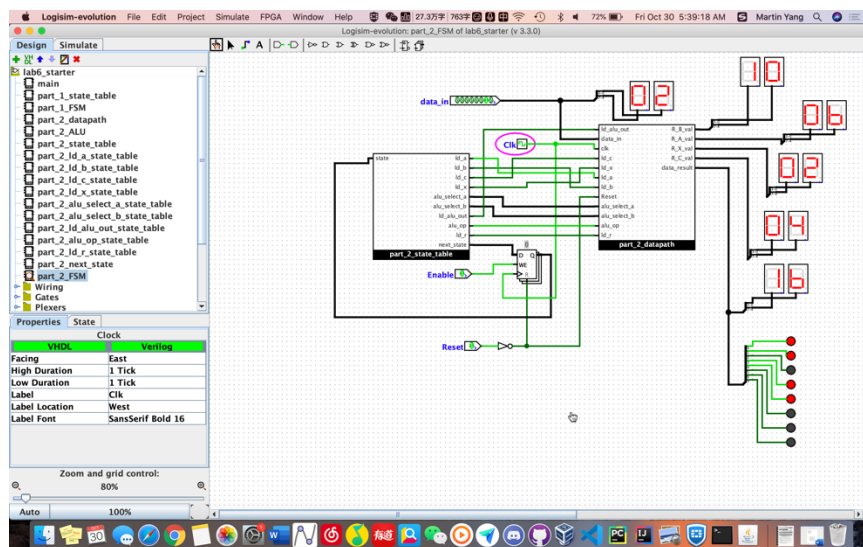 Logisim-evolution File Edit Project Simulate FPGA Window Help 27.3万字 763字 72% Fri Oct 30 5:39:18 AM Martin Yang
Logisim-evolution: part_2_FSM of lab6_starter (v 3.3.0)
Design Simulate
lab6_starter
main
part_1_state_table
part_1_FSM
part_2_datapath
part_2_ALU
part_2_state_table
part_2_ld_a_state_table
part_2_ld_b_state_table
part_2_ld_c_state_table
part_2_ld_x_state_table
part_2_alu_select_a_state_table
part_2_alu_select_b_state_table
part_2_ld_alu_out_state_table
part_2_alu_op_state_table
part_2_ld_r_state_table
part_2_next_state
part_2_FSM
Wiring
Gates
Plexers
Properties State
Clock
VHDL Verilog
Facing East
High Duration 1 Tick
Low Duration 1 Tick
Label Clk
Label Location West
Label Font SansSerif Bold 16
Zoom and grid control:
80%
Auto 100%
data_in
02
10
06
02
04
16
Clk
state
ld_a
ld_b
ld_c
ld_x
alu_select_a
alu_select_b
ld_alu_out
alu_op
ld_r
next_state
part_2_state_table
ld_alu_out R_B_val
data_in R_A_val
clk R_X_val
ld_c R_C_val
ld_x data_result
ld_a
ld_b
Reset
alu_select_a
alu_select_b
alu_op
ld_r
part_2_datapath
D Q
WE
R
Enable
Reset